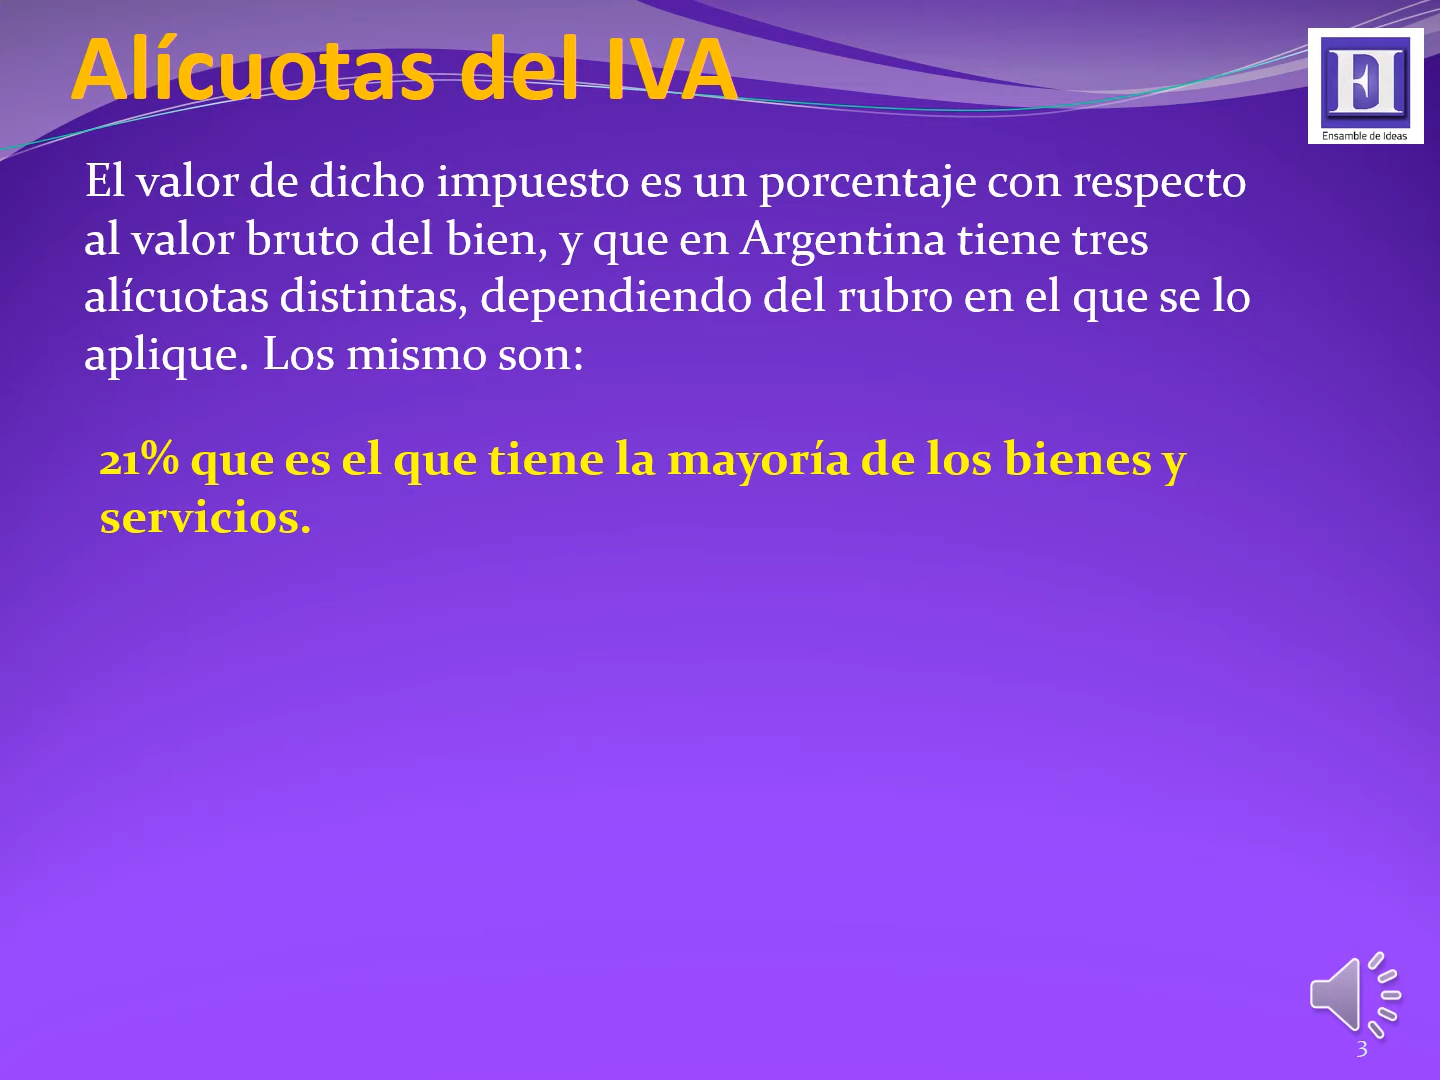 Alícuotas del IVA
EI
Ensamble de Ideas
El valor de dicho impuesto es un porcentaje con respecto
al valor bruto del bien, y que en Argentina tiene tres
alícuotas distintas, dependiendo del rubro en el que se lo
aplique. Los mismo son:
21% que es el que tiene la mayoría de los bienes y
servicios.
3